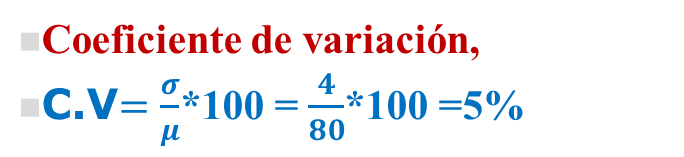 Coeficiente de variación,
C.V= σ/μ*100 = 4/80*100 =5%